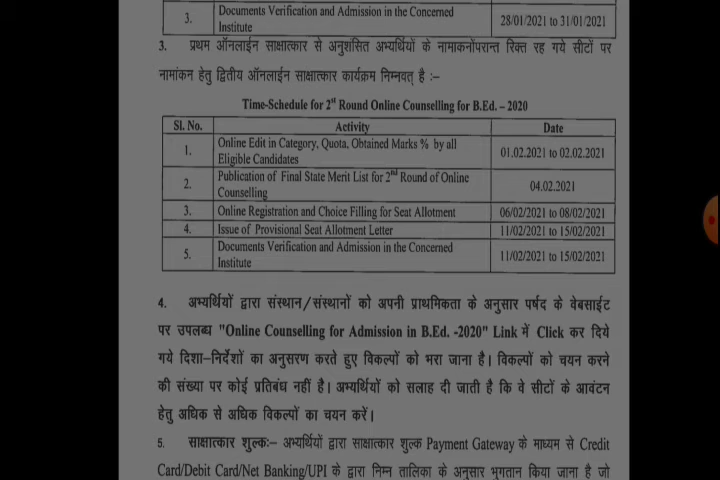 3. Documents Verification and Admission in the Concerned Institute 28/01/2021 to 31/01/2021
3. प्रथम ऑनलाईन साक्षात्कार से अनुशंसित अभ्यर्थियों के नामाकनोंपरान्त रिक्त रह गये सीटों पर
नामांकन हेतु द्वितीय ऑनलाईन साक्षात्कार कार्यक्रम निम्नवत् है :–
Time-Schedule for 2nd Round Online Counselling for B.Ed. – 2020
Sl. No. Activity Date
1. Online Edit in Category, Quota, Obtained Marks % by all Eligible Candidates 01.02.2021 to 02.02.2021
2. Publication of Final State Merit List for 2nd Round of Online Counselling 04.02.2021
3. Online Registration and Choice Filling for Seat Allotment 06/02/2021 to 08/02/2021
4. Issue of Provisional Seat Allotment Letter 11/02/2021 to 15/02/2021
5. Documents Verification and Admission in the Concerned Institute 11/02/2021 to 15/02/2021
4. अभ्यर्थियों द्वारा संस्थान/संस्थानों को अपनी प्राथमिकता के अनुसार पर्षद के वेबसाईट
पर उपलब्ध "Online Counselling for Admission in B.Ed. -2020" Link में Click कर दिये
गये दिशा–निर्देशों का अनुसरण करते हुए विकल्पों को भरा जाना है। विकल्पों को चयन करने
की संख्या पर कोई प्रतिबंध नहीं है। अभ्यर्थियों को सलाह दी जाती है कि वे सीटों के आवंटन
हेतु अधिक से अधिक विकल्पों का चयन करें।
5. साक्षात्कार शुल्कः– अभ्यर्थियों द्वारा साक्षात्कार शुल्क Payment Gateway के माध्यम से Credit
Card/Debit Card/Net Banking/UPI के द्वारा निम्न तालिका के अनुसार भुगतान किया जाना है जो